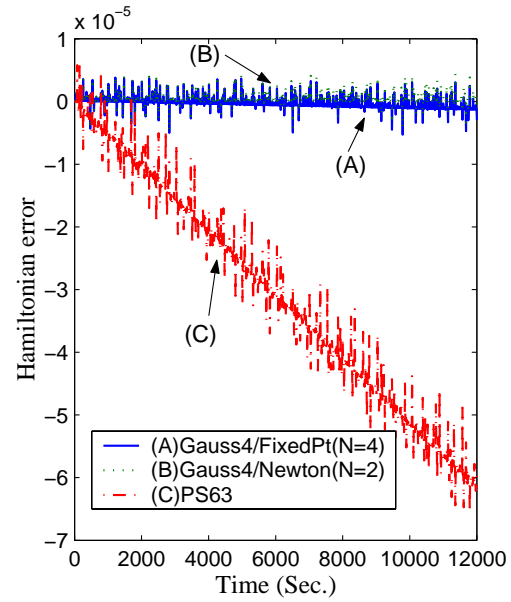 x 10⁻⁵
1
0
-1
-2
-3
-4
-5
-6
-7
Hamiltonian error
(B)
(A)
(C)
(A)Gauss4/FixedPt(N=4)
(B)Gauss4/Newton(N=2)
(C)PS63
0 2000 4000 6000 8000 10000 12000
Time (Sec.)